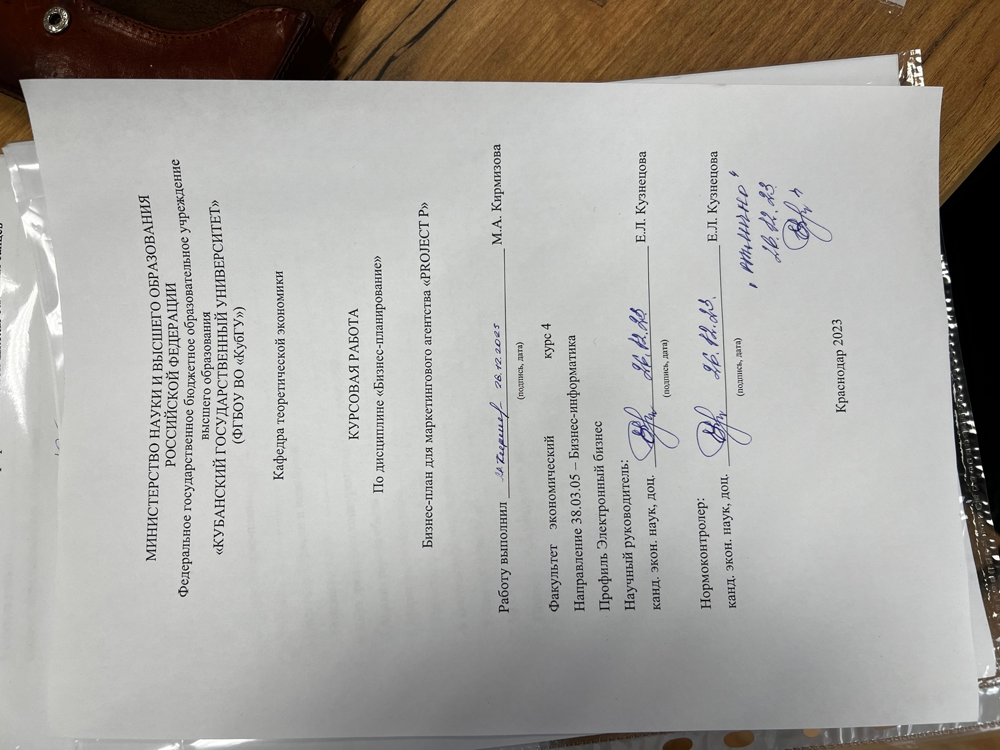 МИНИСТЕРСТВО НАУКИ И ВЫСШЕГО ОБРАЗОВАНИЯ
РОССИЙСКОЙ ФЕДЕРАЦИИ
Федеральное государственное бюджетное образовательное учреждение
высшего образования
«КУБАНСКИЙ ГОСУДАРСТВЕННЫЙ УНИВЕРСИТЕТ»
(ФГБОУ ВО «КубГУ»)
Кафедра теоретической экономики
КУРСОВАЯ РАБОТА
По дисциплине «Бизнес-планирование»
Бизнес-план для маркетингового агентства «PROJECT P»
Работу выполнил 26.12.2023 М.А. Кирмизова
(подпись, дата)
Факультет экономический курс 4
Направление 38.03.05 – Бизнес-информатика
Профиль Электронный бизнес
Научный руководитель:
канд. экон. наук, доц. 26.12.23 Е.Л. Кузнецова
(подпись, дата)
Нормоконтролер:
канд. экон. наук, доц. 26.12.23. Е.Л. Кузнецова
(подпись, дата)
"отлично"
26.12.23.
Краснодар 2023